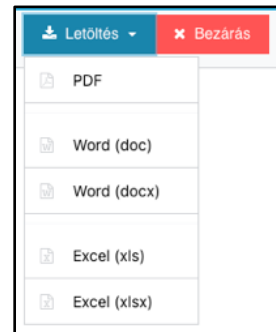 Letöltés
Bezárás
PDF
Word (doc)
Word (docx)
Excel (xls)
Excel (xlsx)